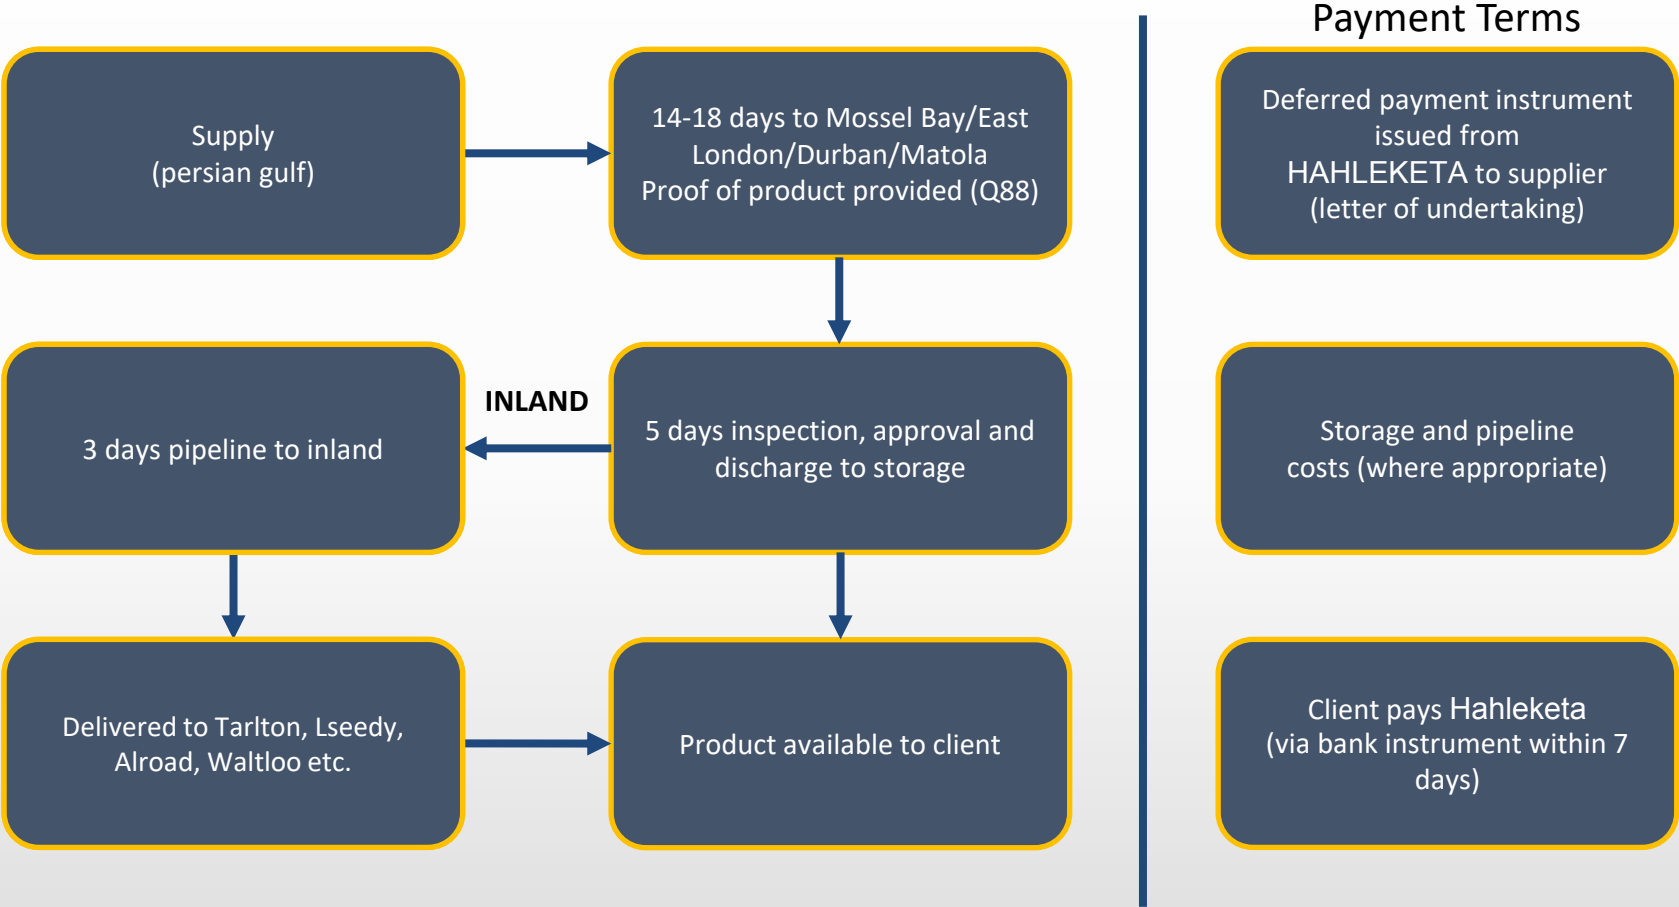 Payment Terms
Supply
(persian gulf)
14-18 days to Mossel Bay/East
London/Durban/Matola
Proof of product provided (Q88)
Deferred payment instrument
issued from
HAHLEKETA to supplier
(letter of undertaking)
3 days pipeline to inland
INLAND
5 days inspection, approval and
discharge to storage
Storage and pipeline
costs (where appropriate)
Delivered to Tarlton, Lseedy,
Alroad, Waltloo etc.
Product available to client
Client pays Hahleketa
(via bank instrument within 7
days)